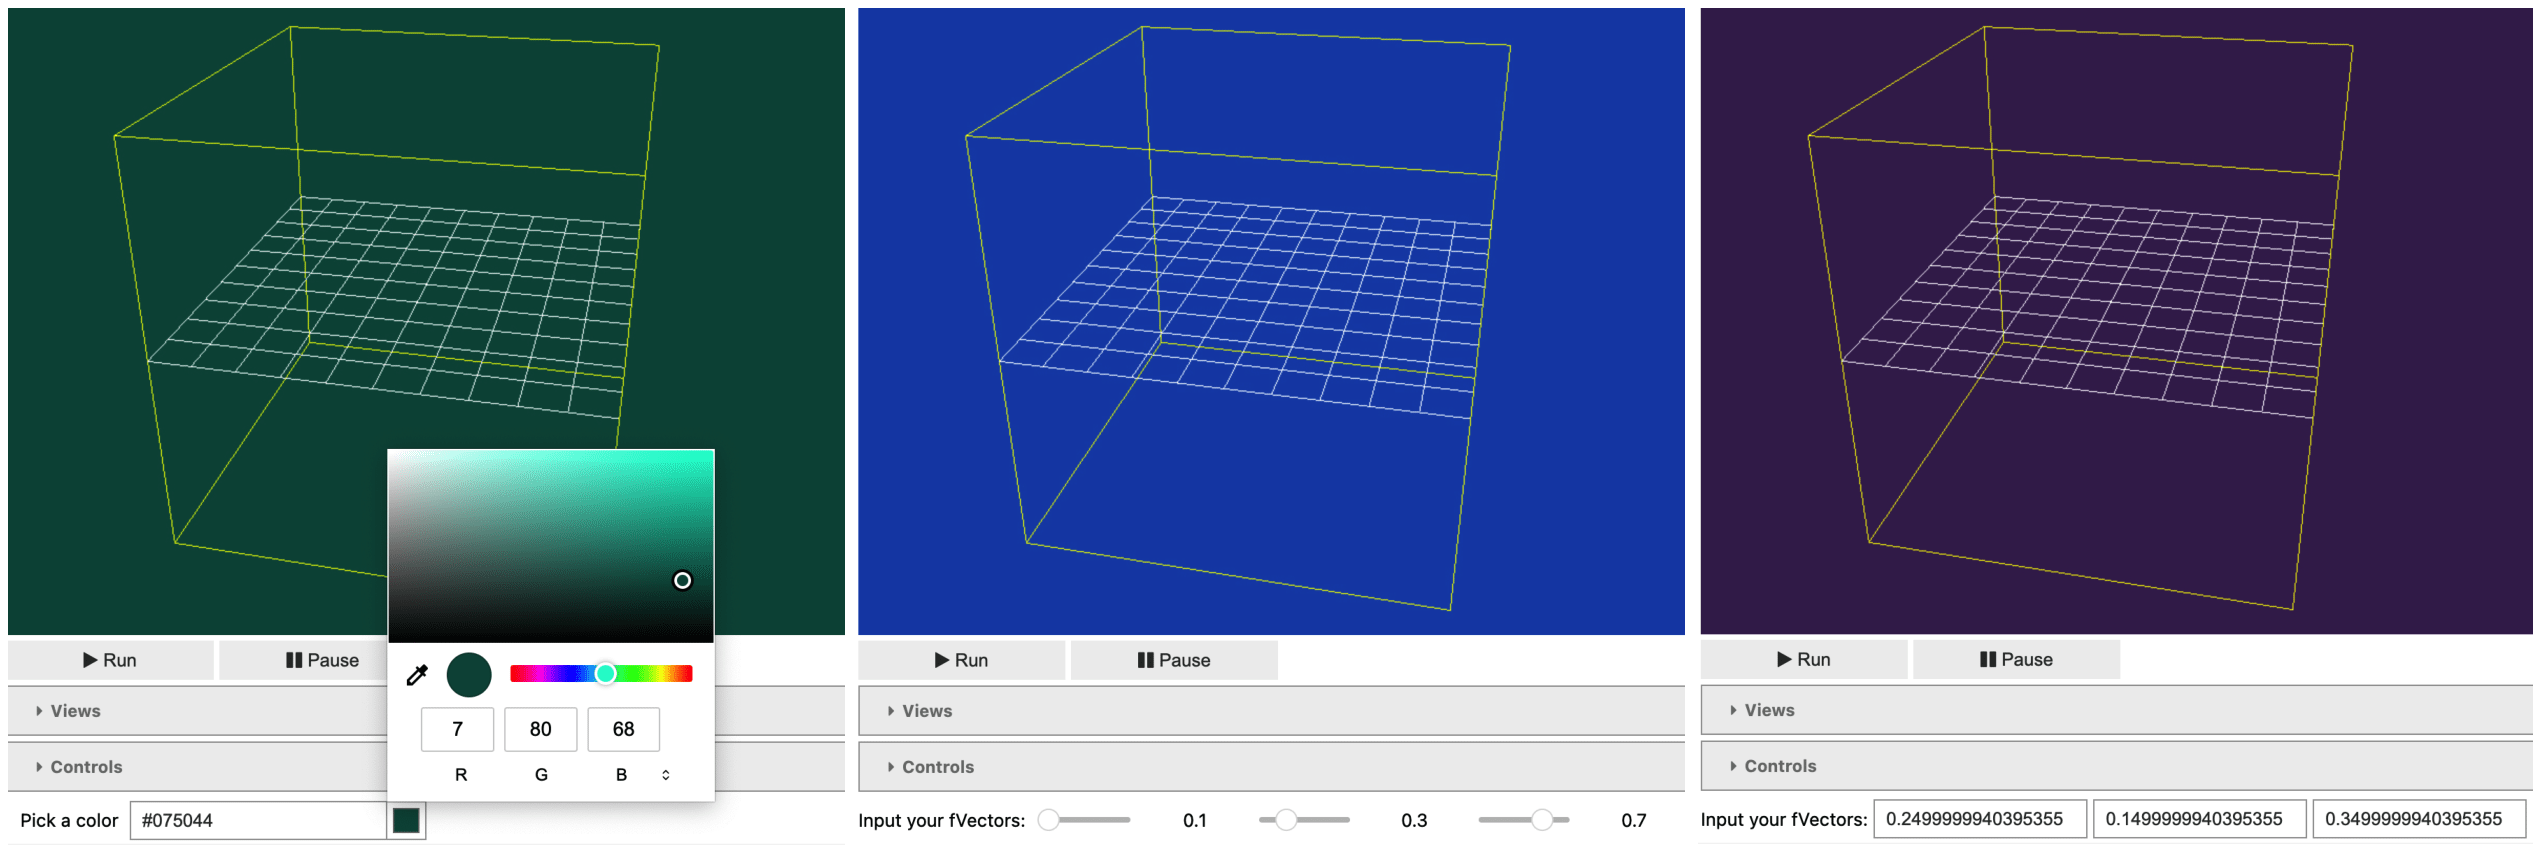 Run Pause
Views
Controls
Pick a color #075044
7 80 68
R G B
Run Pause
Views
Controls
Input your fVectors: 0.1 0.3 0.7
Run Pause
Views
Controls
Input your fVectors: 0.2499999940395355 0.1499999940395355 0.3499999940395355